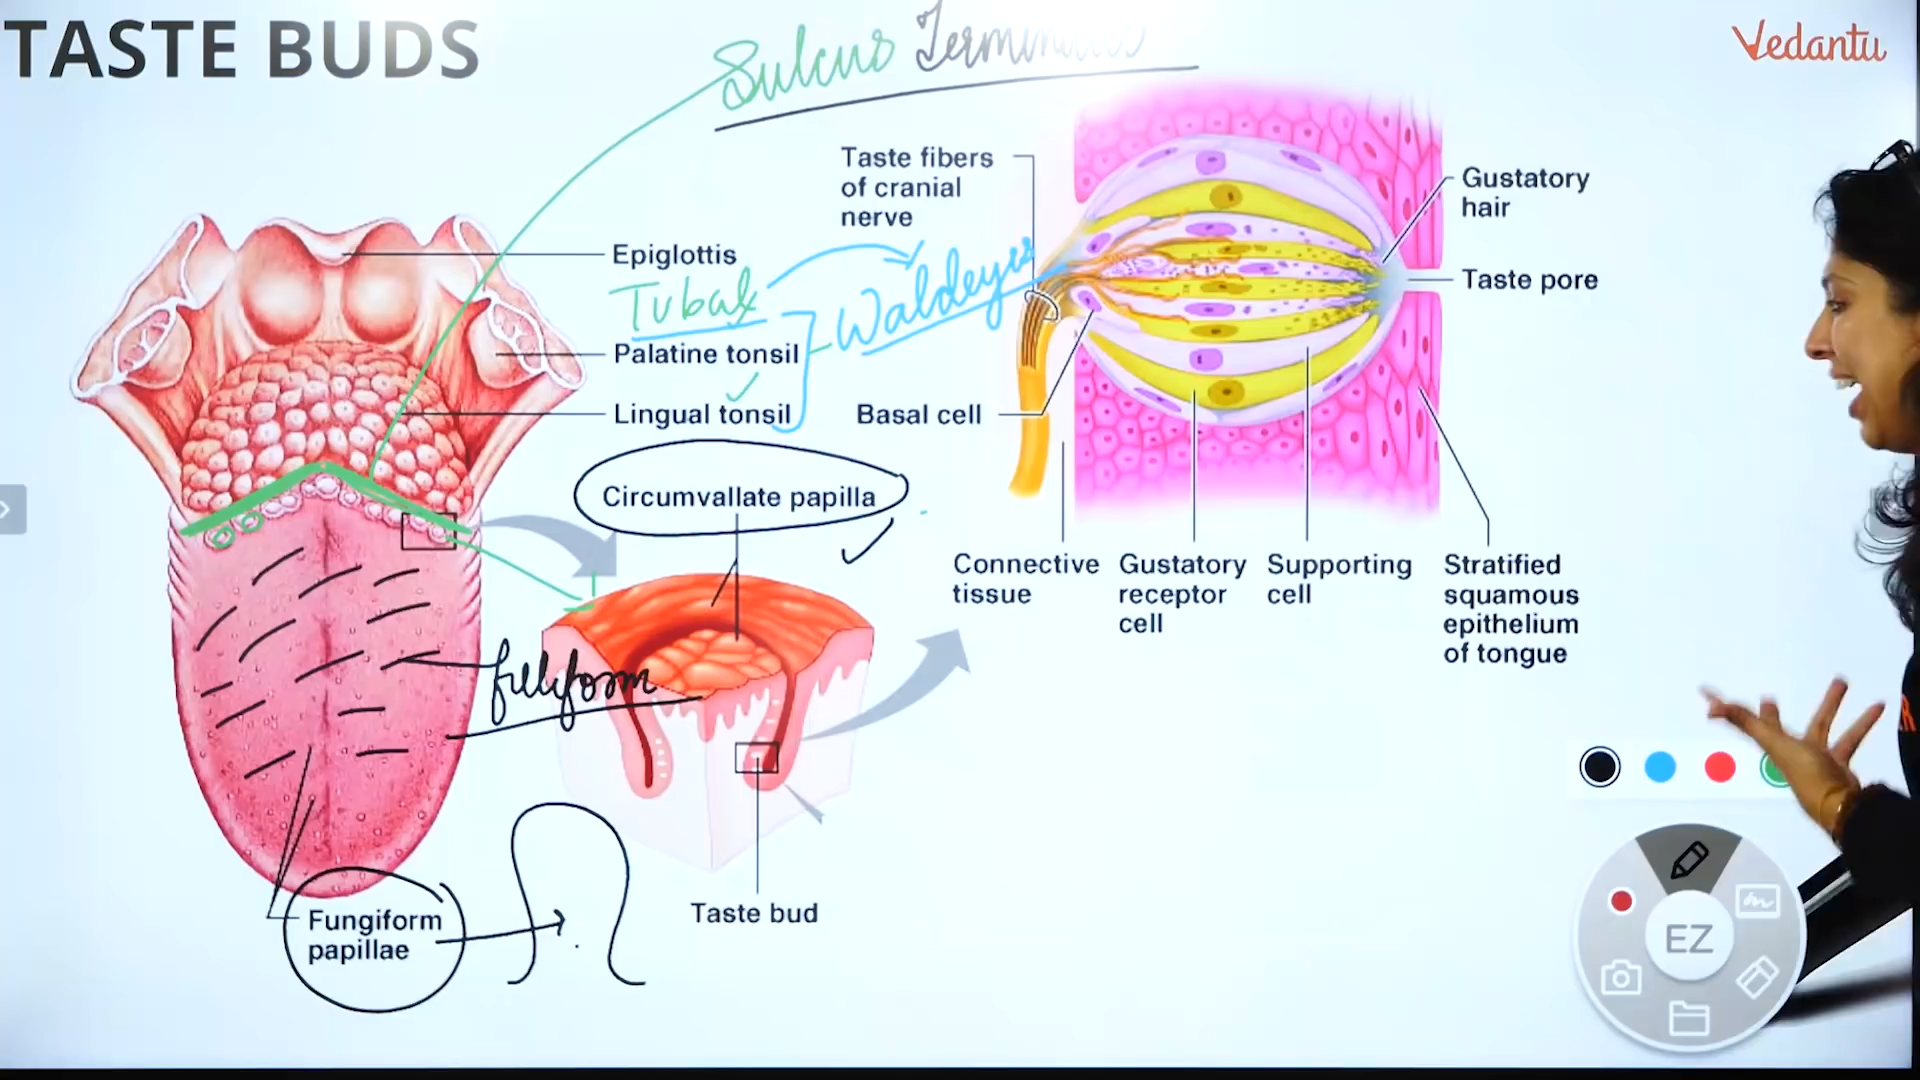 TASTE BUDS
Sulcus Terminalis
Vedantu
Taste fibers
of cranial
nerve
Gustatory
hair
Epiglottis
Tubal
Waldeyer
Taste pore
Palatine tonsil
Lingual tonsil
Basal cell
Circumvallate papilla
Connective
tissue
Gustatory
receptor
cell
Supporting
cell
Stratified
squamous
epithelium
of tongue
filiform
Fungiform
papillae
Taste bud
EZ